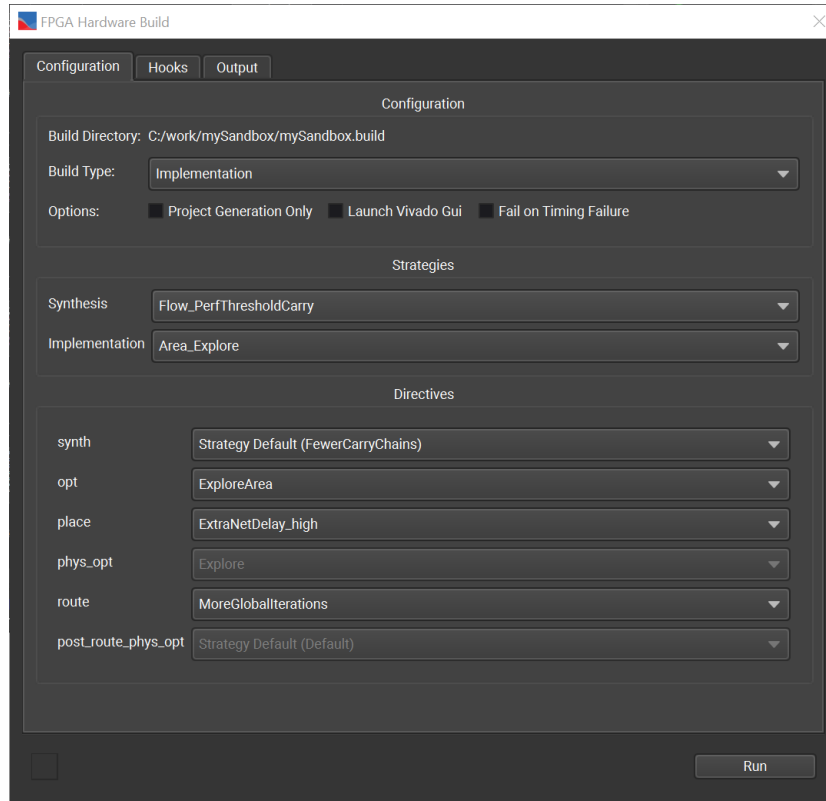 FPGA Hardware Build
Configuration Hooks Output
Configuration
Build Directory: C:/work/mySandbox/mySandbox.build
Build Type: Implementation
Options: Project Generation Only Launch Vivado Gui Fail on Timing Failure
Strategies
Synthesis Flow_PerfThresholdCarry
Implementation Area_Explore
Directives
synth Strategy Default (FewerCarryChains)
opt ExploreArea
place ExtraNetDelay_high
phys_opt Explore
route MoreGlobalIterations
post_route_phys_opt Strategy Default (Default)
Run